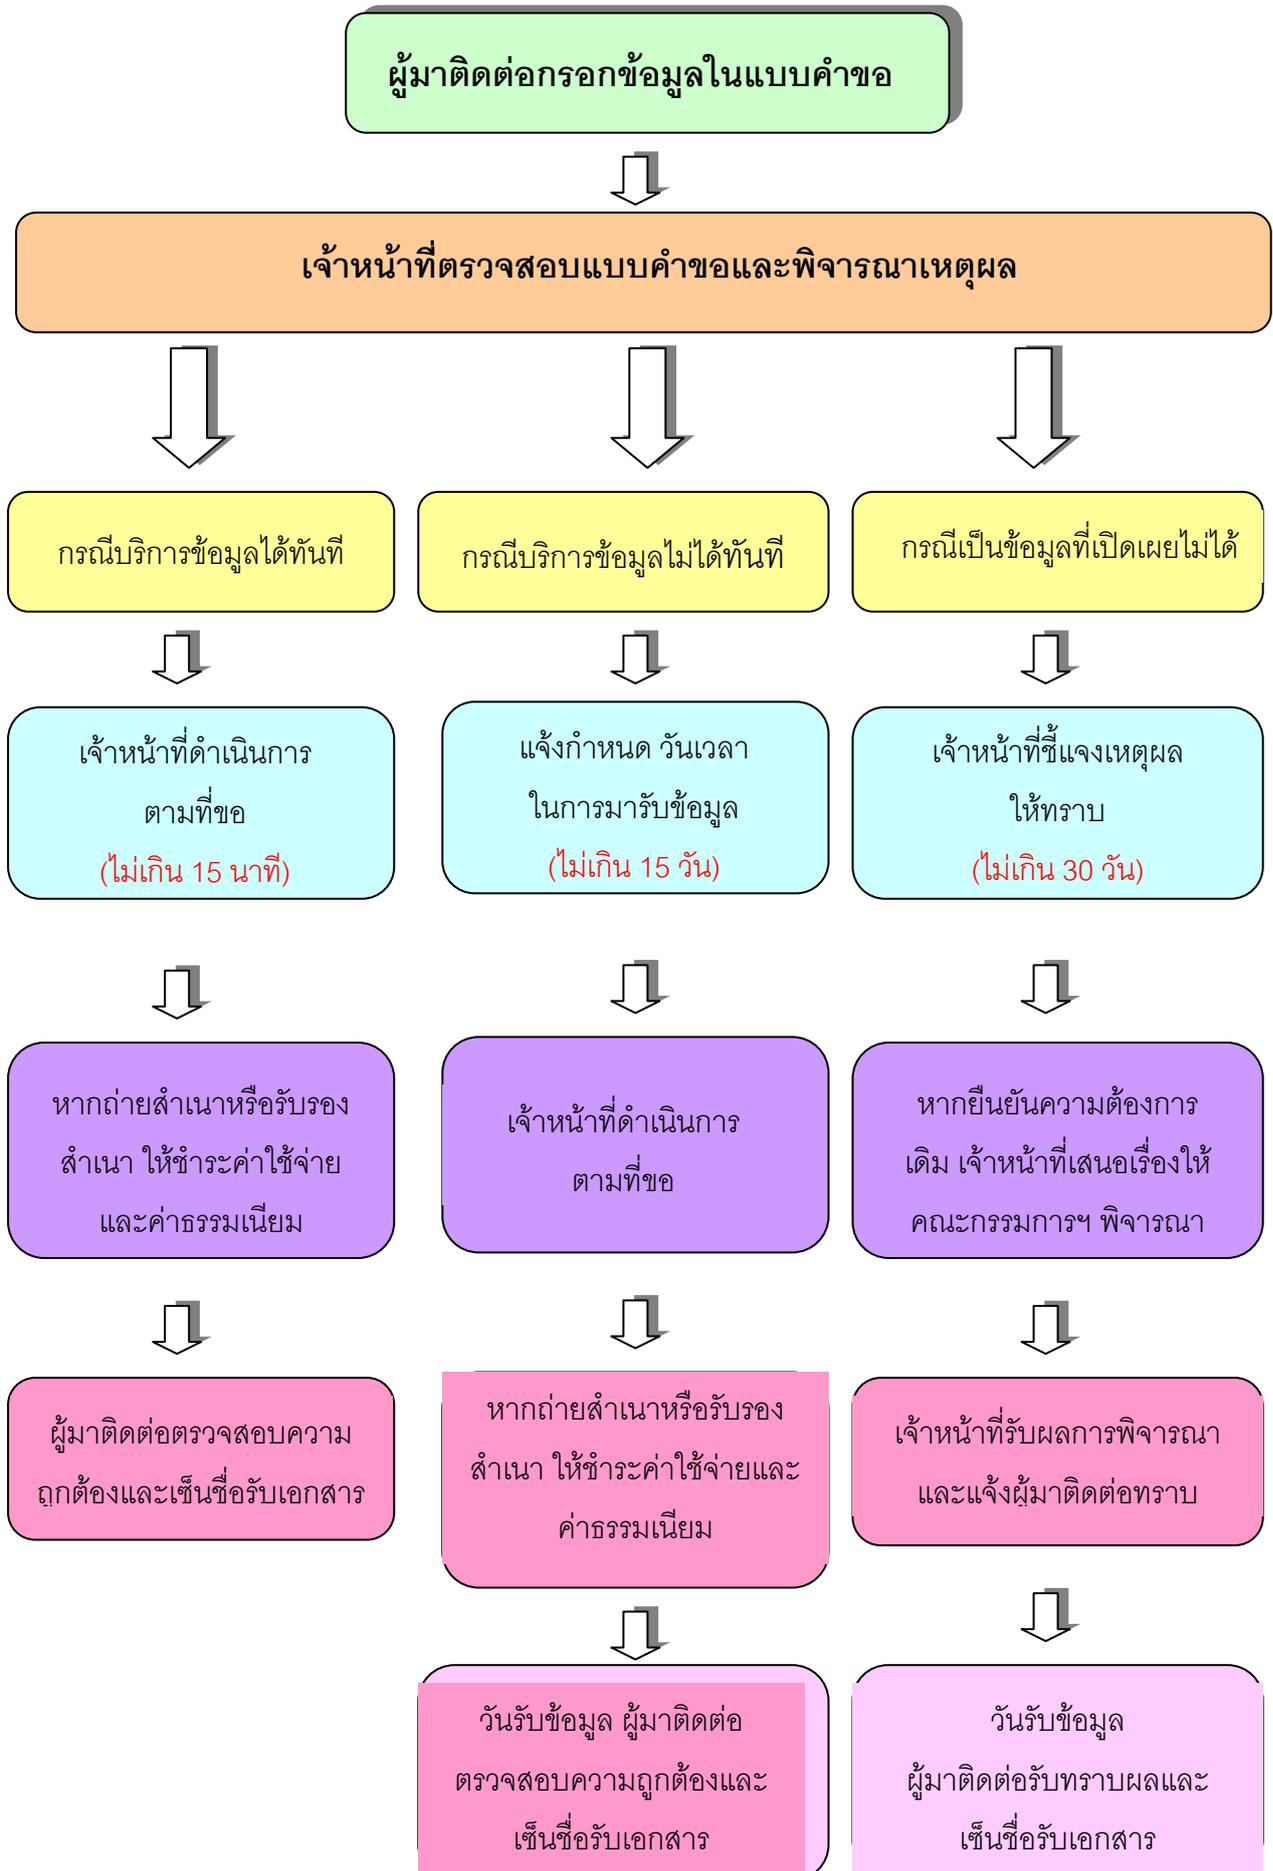 ผู้มาติดต่อกรอกข้อมูลในแบบคำขอ
เจ้าหน้าที่ตรวจสอบแบบคำขอและพิจารณาเหตุผล
กรณีบริการข้อมูลได้ทันที
กรณีบริการข้อมูลไม่ได้ทันที
กรณีเป็นข้อมูลที่เปิดเผยไม่ได้
เจ้าหน้าที่ดำเนินการ
ตามที่ขอ
(ไม่เกิน 15 นาที)
แจ้งกำหนด วันเวลา
ในการมารับข้อมูล
(ไม่เกิน 15 วัน)
เจ้าหน้าที่ชี้แจงเหตุผล
ให้ทราบ
(ไม่เกิน 30 วัน)
หากถ่ายสำเนาหรือรับรอง
สำเนา ให้ชำระค่าใช้จ่าย
และค่าธรรมเนียม
เจ้าหน้าที่ดำเนินการ
ตามที่ขอ
หากยืนยันความต้องการ
เดิม เจ้าหน้าที่เสนอเรื่องให้
คณะกรรมการฯ พิจารณา
ผู้มาติดต่อตรวจสอบความ
ถูกต้องและเซ็นชื่อรับเอกสาร
หากถ่ายสำเนาหรือรับรอง
สำเนา ให้ชำระค่าใช้จ่ายและ
ค่าธรรมเนียม
เจ้าหน้าที่รับผลการพิจารณา
และแจ้งผู้มาติดต่อทราบ
วันรับข้อมูล ผู้มาติดต่อ
ตรวจสอบความถูกต้องและ
เซ็นชื่อรับเอกสาร
วันรับข้อมูล
ผู้มาติดต่อรับทราบผลและ
เซ็นชื่อรับเอกสาร